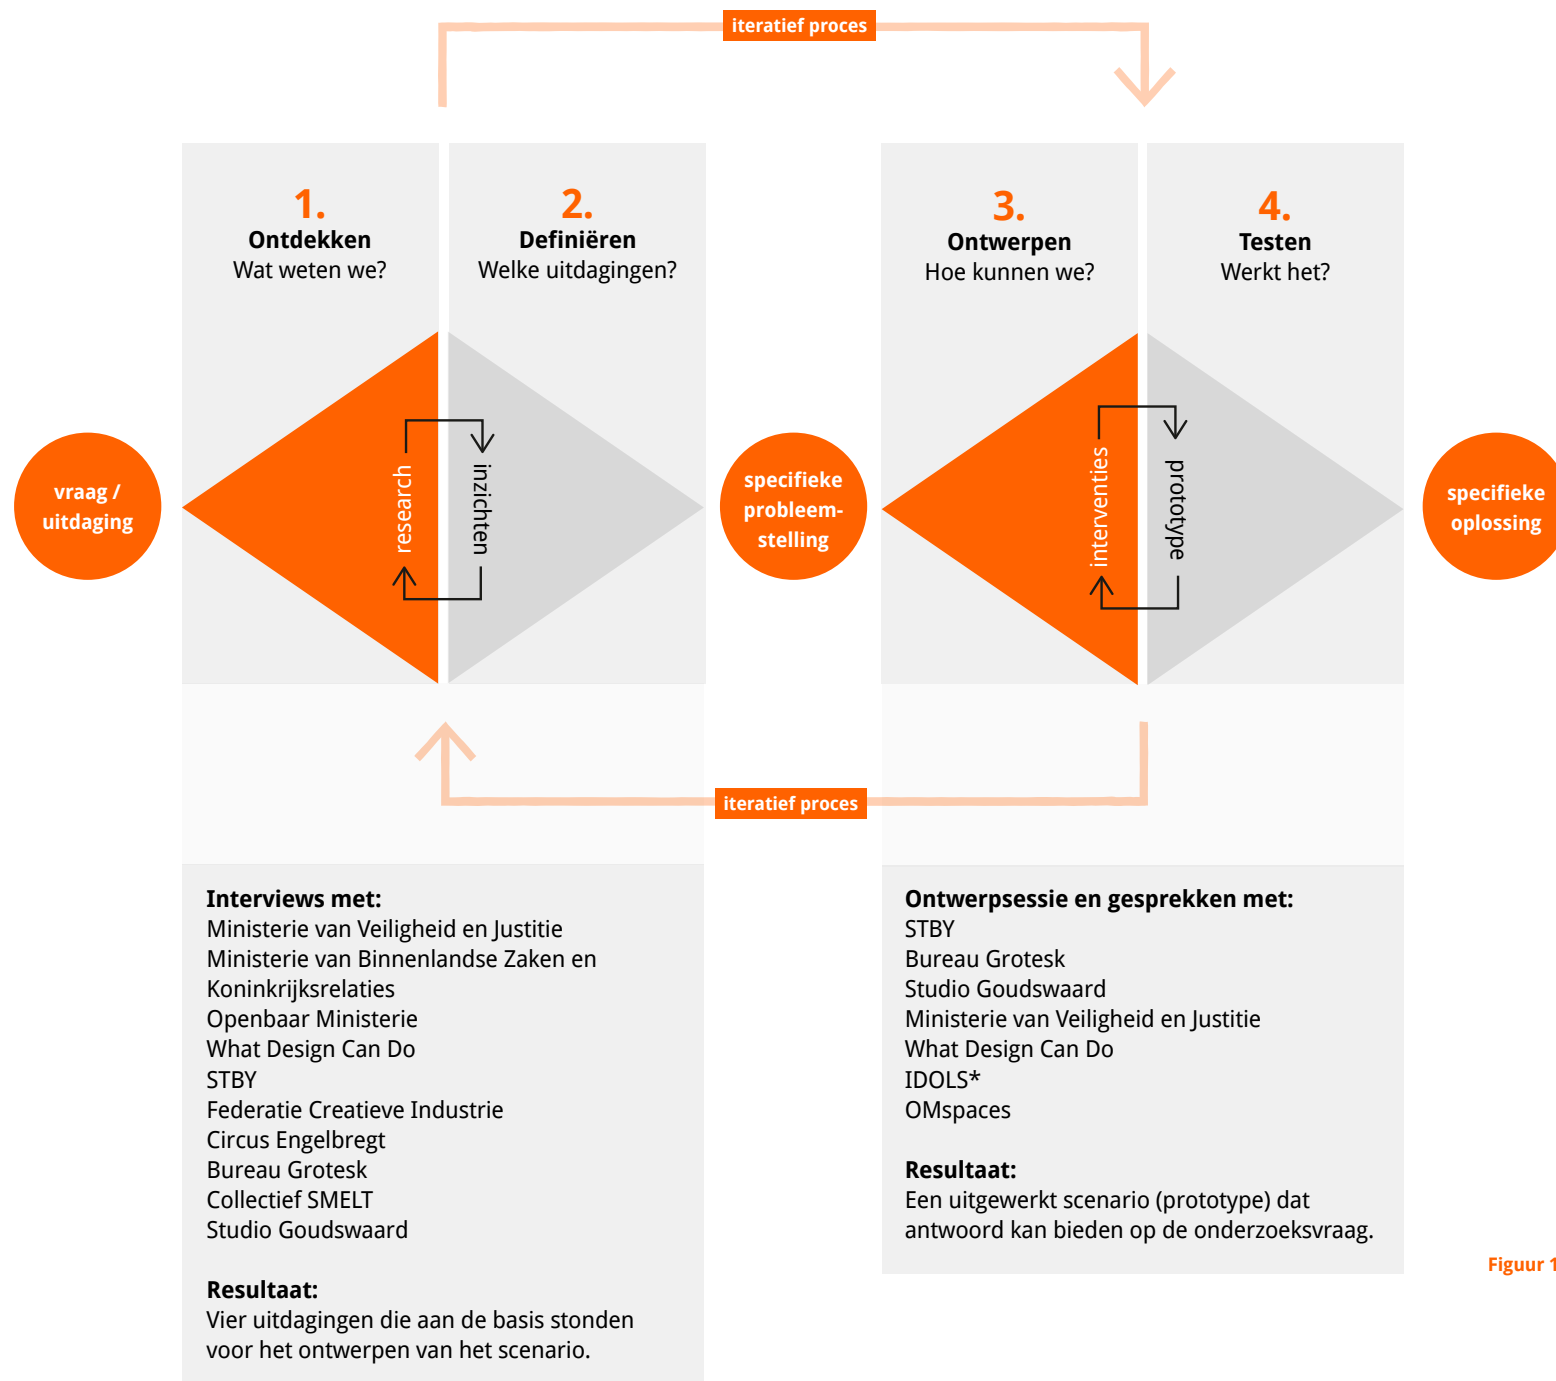 iteratief proces
1.
Ontdekken
Wat weten we?
2.
Definiëren
Welke uitdagingen?
3.
Ontwerpen
Hoe kunnen we?
4.
Testen
Werkt het?
vraag /
uitdaging
research
inzichten
specifieke
probleem-
stelling
interventies
prototype
specifieke
oplossing
iteratief proces
Interviews met:
Ministerie van Veiligheid en Justitie
Ministerie van Binnenlandse Zaken en
Koninkrijksrelaties
Openbaar Ministerie
What Design Can Do
STBY
Federatie Creatieve Industrie
Circus Engelbregt
Bureau Grotesk
Collectief SMELT
Studio Goudswaard
Resultaat:
Vier uitdagingen die aan de basis stonden
voor het ontwerpen van het scenario.
Ontwerpsessie en gesprekken met:
STBY
Bureau Grotesk
Studio Goudswaard
Ministerie van Veiligheid en Justitie
What Design Can Do
IDOLS*
OMspaces
Resultaat:
Een uitgewerkt scenario (prototype) dat
antwoord kan bieden op de onderzoeksvraag.
Figuur 1